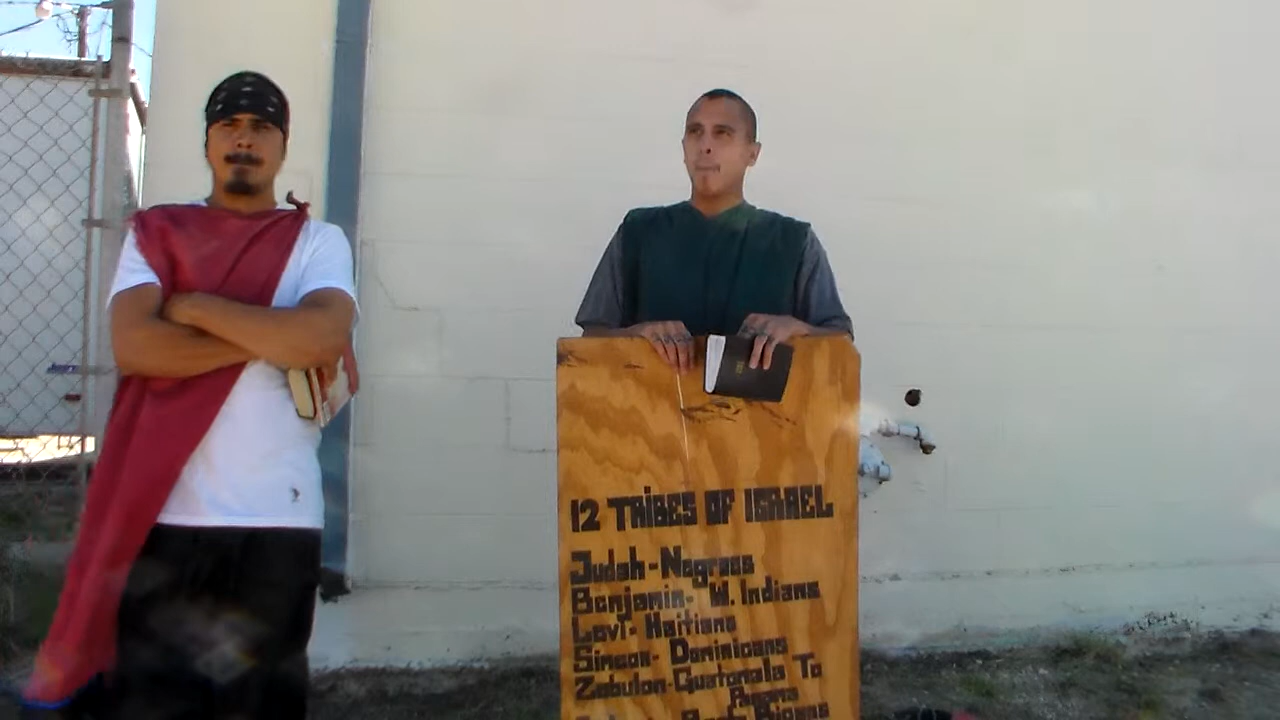 12 TRIBES OF ISRAEL
Judah - Negroes
Benjamin - W. Indians
Levi - Haitians
Simeon - Dominicans
Zebulon - Guatemala To
Panama